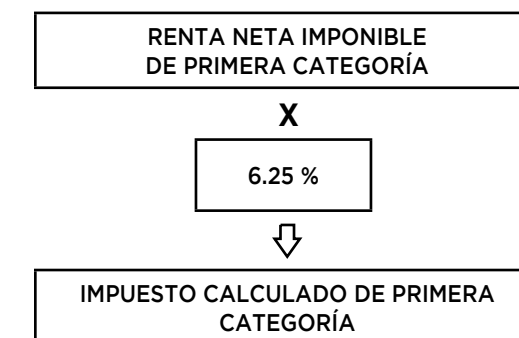 RENTA NETA IMPONIBLE
DE PRIMERA CATEGORÍA
X
6.25 %
IMPUESTO CALCULADO DE PRIMERA
CATEGORÍA